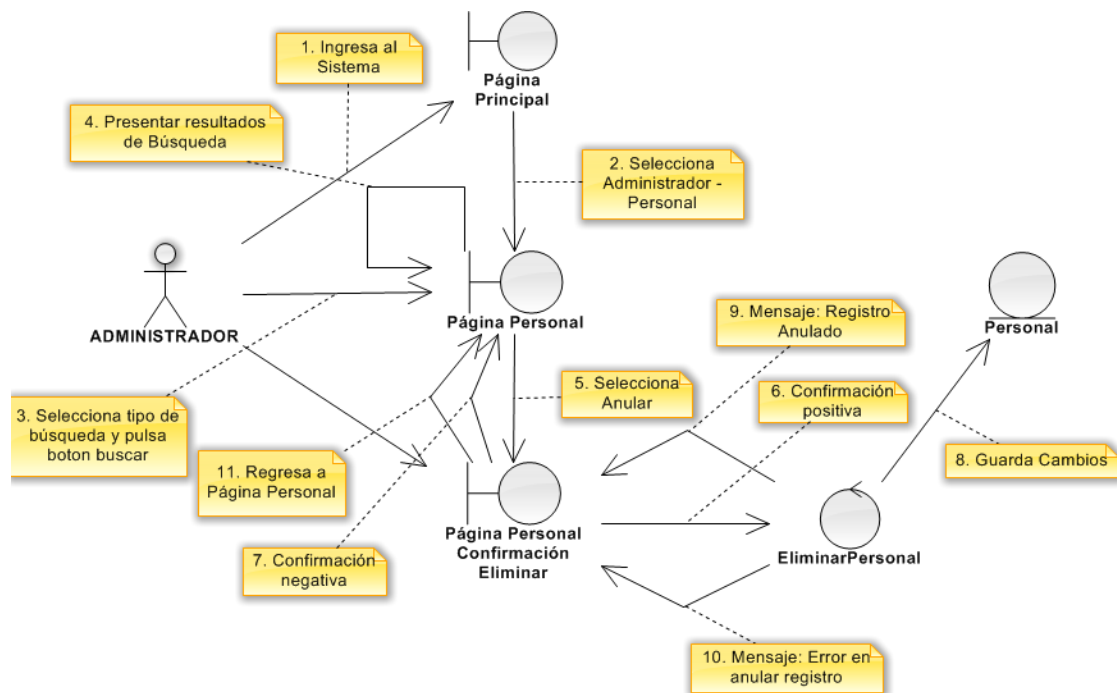 1. Ingresa al
Sistema
Página
Principal
4. Presentar resultados
de Búsqueda
2. Selecciona
Administrador -
Personal
ADMINISTRADOR
Página Personal
Personal
9. Mensaje: Registro
Anulado
5. Selecciona
Anular
6. Confirmación
positiva
3. Selecciona tipo de
búsqueda y pulsa
boton buscar
11. Regresa a
Página Personal
8. Guarda Cambios
7. Confirmación
negativa
Página Personal
Confirmación
Eliminar
EliminarPersonal
10. Mensaje: Error en
anular registro